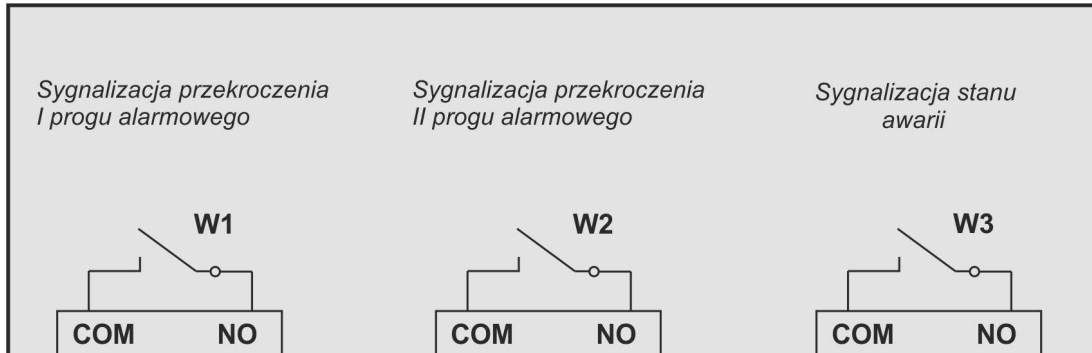 Sygnalizacja przekroczenia
I progu alarmowego
Sygnalizacja przekroczenia
II progu alarmowego
Sygnalizacja stanu
awarii
W1
W2
W3
COM NO
COM NO
COM NO